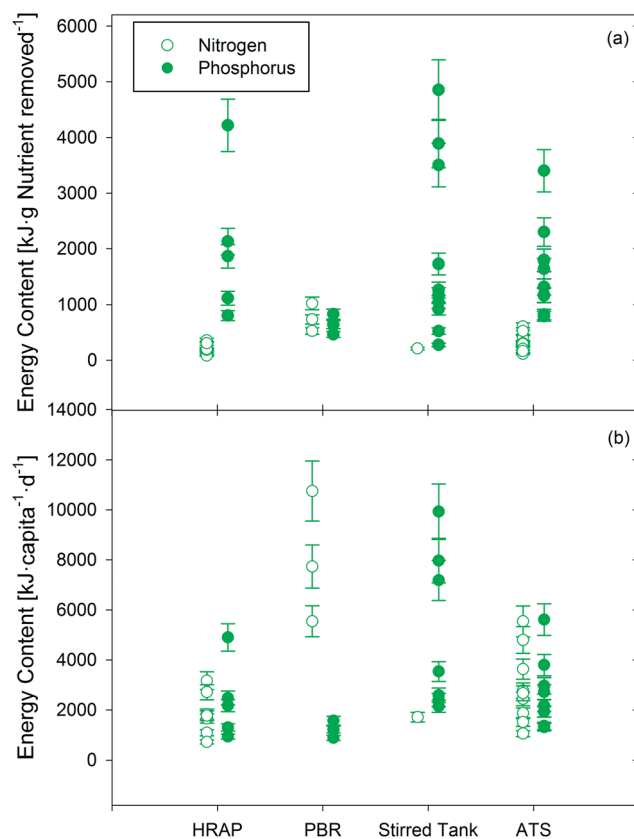 (a)
Nitrogen
Phosphorus
Energy Content [kJ·g Nutrient removed⁻¹]
6000
5000
4000
3000
2000
1000
0
14000
(b)
Energy Content [kJ·capita⁻¹·d⁻¹]
12000
10000
8000
6000
4000
2000
0
HRAP PBR Stirred Tank ATS